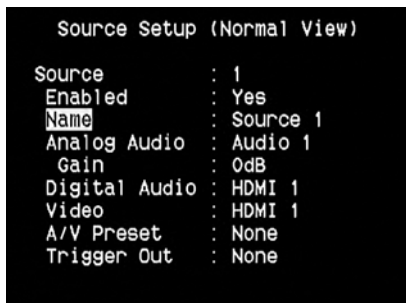 Source Setup (Normal View)
Source : 1
Enabled : Yes
Name : Source 1
Analog Audio : Audio 1
Gain : 0dB
Digital Audio : HDMI 1
Video : HDMI 1
A/V Preset : None
Trigger Out : None